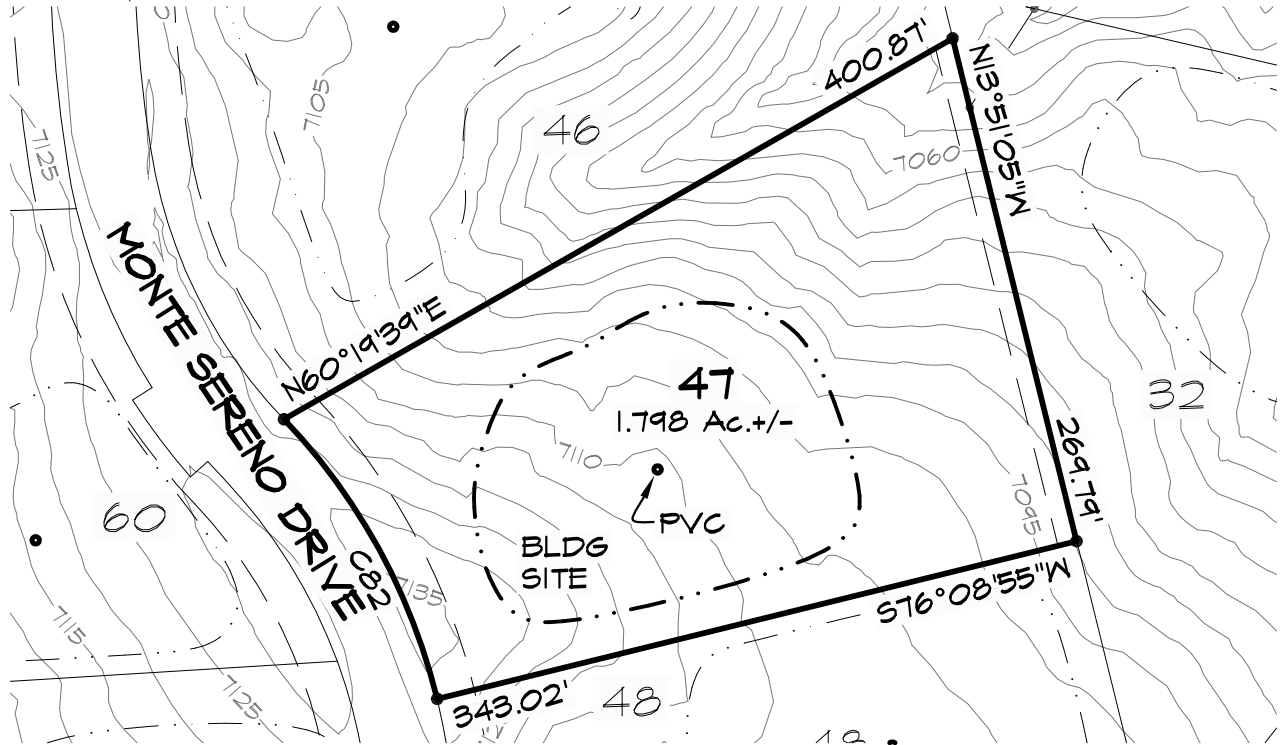 7105
400.87'
N13°51'05"W
7125
46
7060
MONTE SERENO DRIVE
N60°19'39"E
47
1.798 Ac.+/-
32
7110
269.79'
PVC
7095
60
BLDG
SITE
C82
7135
S76°08'55"W
7115
7125
343.02'
48